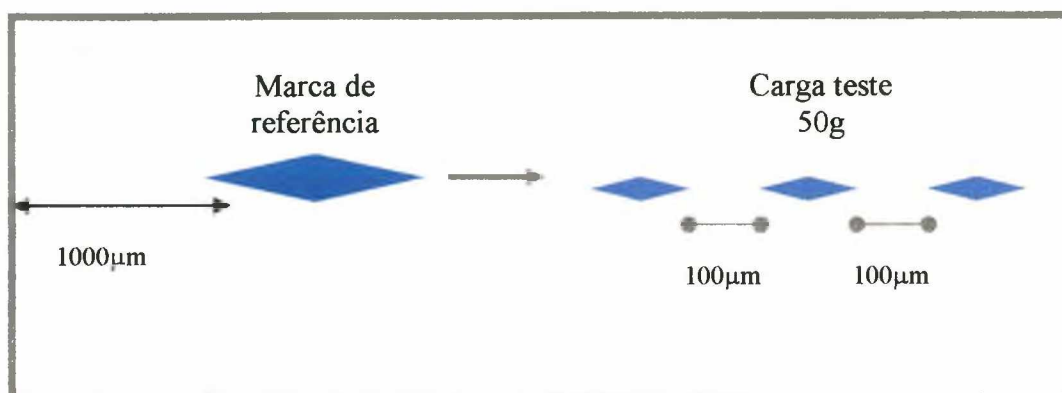 Marca de
referência
Carga teste
50g
1000μm
100μm
100μm